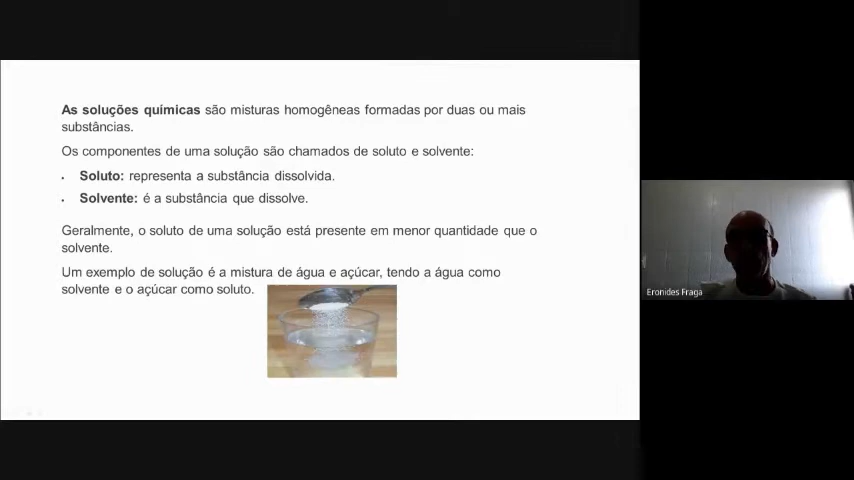 As soluções químicas são misturas homogêneas formadas por duas ou mais
substâncias.
Os componentes de uma solução são chamados de soluto e solvente:
• Soluto: representa a substância dissolvida.
• Solvente: é a substância que dissolve.
Geralmente, o soluto de uma solução está presente em menor quantidade que o
solvente.
Um exemplo de solução é a mistura de água e açúcar, tendo a água como
solvente e o açúcar como soluto.
Eronides Fraga